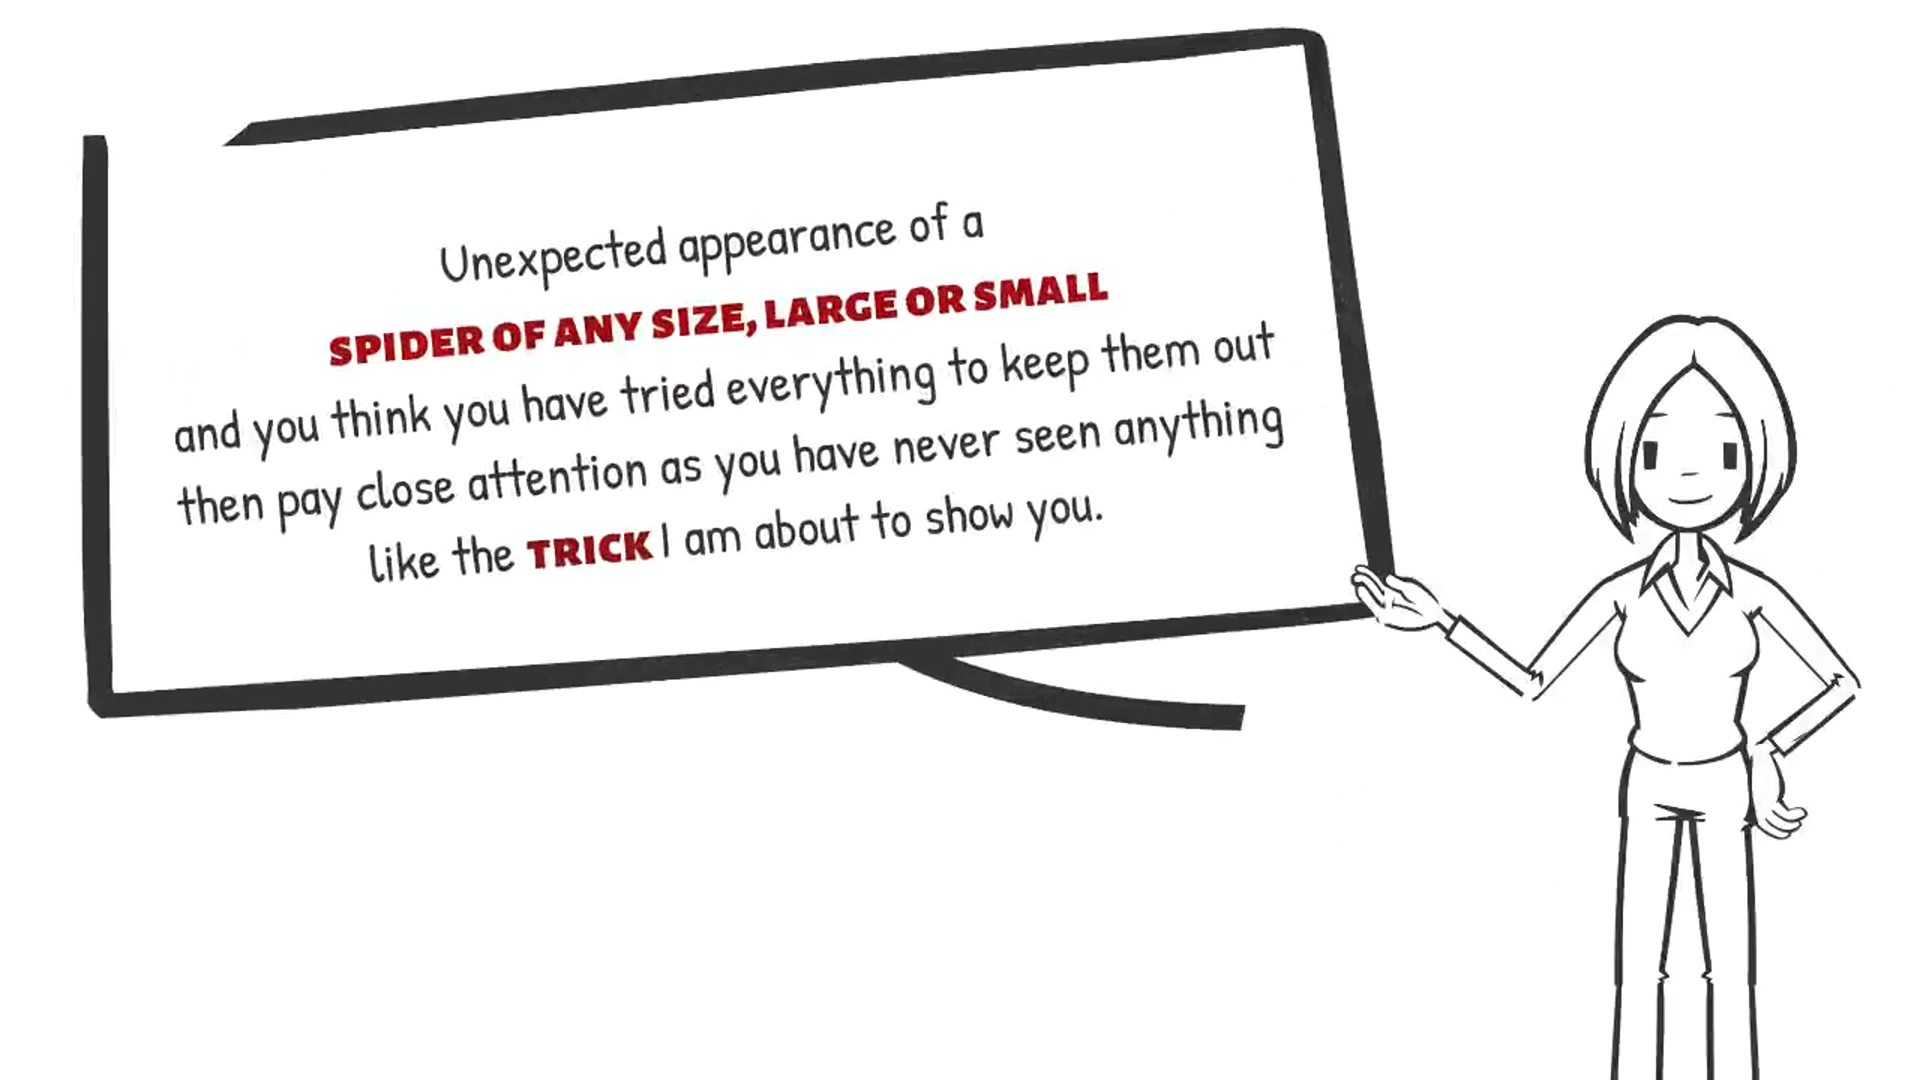 Unexpected appearance of a
SPIDER OF ANY SIZE, LARGE OR SMALL
and you think you have tried everything to keep them out
then pay close attention as you have never seen anything
like the TRICK I am about to show you.